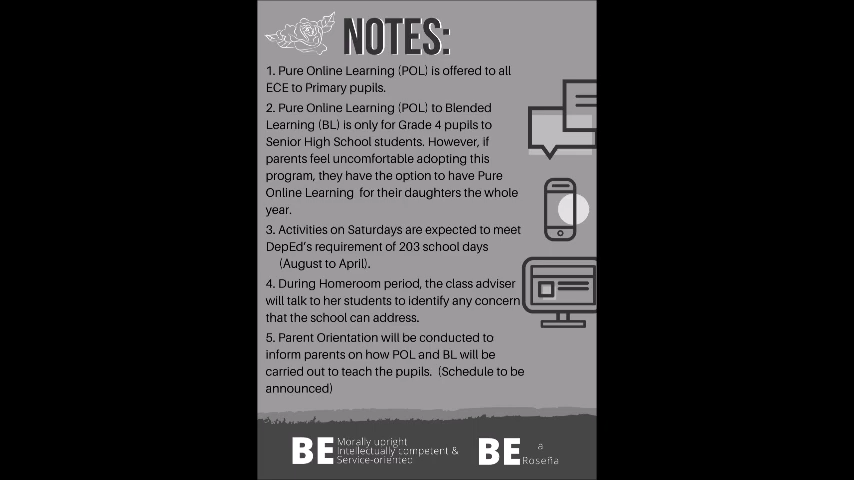 NOTES:
1. Pure Online Learning (POL) is offered to all
ECE to Primary pupils.
2. Pure Online Learning (POL) to Blended
Learning (BL) is only for Grade 4 pupils to
Senior High School students. However, if
parents feel uncomfortable adopting this
program, they have the option to have Pure
Online Learning for their daughters the whole
year.
3. Activities on Saturdays are expected to meet
DepEd's requirement of 203 school days
(August to April).
4. During Homeroom period, the class adviser
will talk to her students to identify any concern
that the school can address.
5. Parent Orientation will be conducted to
inform parents on how POL and BL will be
carried out to teach the pupils. (Schedule to be
announced)
BE Morally upright
Intellectually competent &
Service-oriented
BE a
Roseña